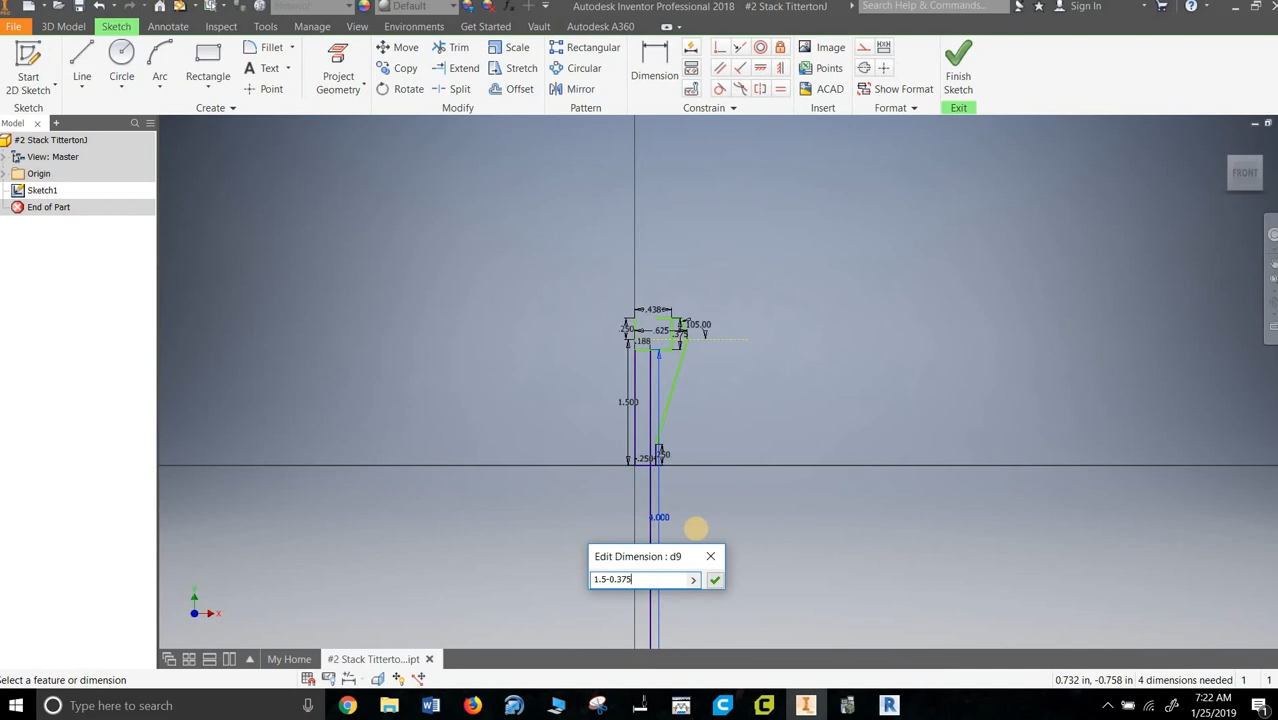 Material
Default
Autodesk Inventor Professional 2018 #2 Stack TittertonJ
Search Help & Commands...
Sign In
File 3D Model Sketch Annotate Inspect Tools Manage View Environments Get Started Vault Autodesk A360
Start
2D Sketch
Line
Circle
Arc
Rectangle
Fillet
Text
Point
Project
Geometry
Move Trim Scale
Copy Extend Stretch
Rotate Split Offset
Rectangular
Circular
Mirror
Dimension
Image
Points
ACAD
Show Format
Finish
Sketch
Sketch Create Modify Pattern Constrain Insert Format Exit
Model
#2 Stack TittertonJ
View: Master
Origin
Sketch1
End of Part
FRONT
.438
105.00
.250
.625
.375
.188
1.500
.250
Edit Dimension : d9
1.5-0.375
Y
X
My Home
#2 Stack Titterto...ipt
Select a feature or dimension
0.732 in, -0.758 in 4 dimensions needed 1 1
Type here to search
7:22 AM
1/25/2019